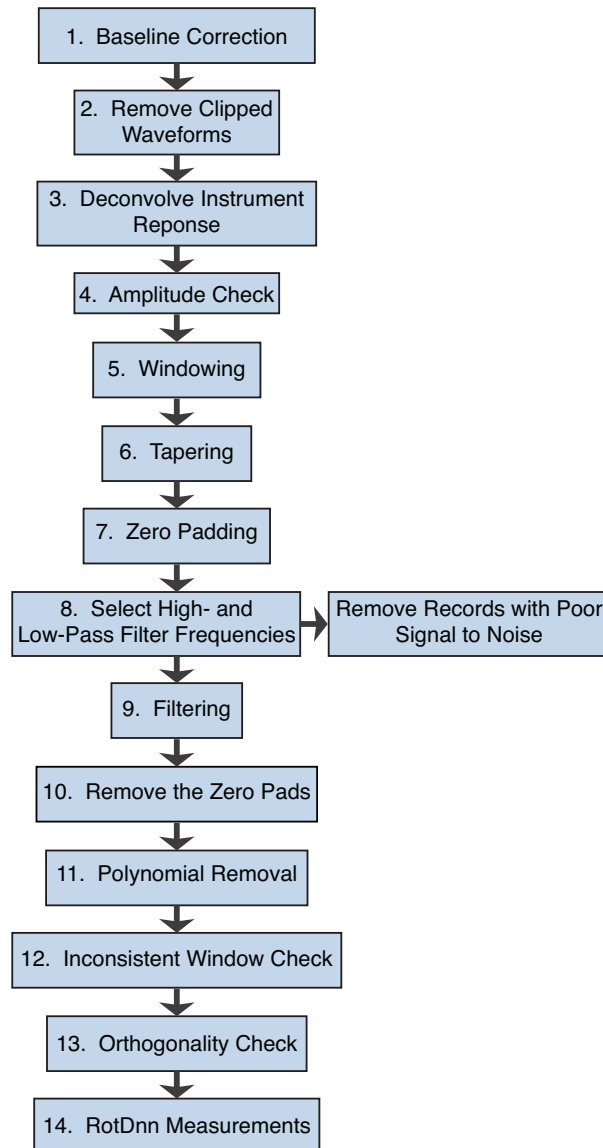 1. Baseline Correction
2. Remove Clipped
Waveforms
3. Deconvolve Instrument
Reponse
4. Amplitude Check
5. Windowing
6. Tapering
7. Zero Padding
8. Select High- and
Low-Pass Filter Frequencies
Remove Records with Poor
Signal to Noise
9. Filtering
10. Remove the Zero Pads
11. Polynomial Removal
12. Inconsistent Window Check
13. Orthogonality Check
14. RotDnn Measurements